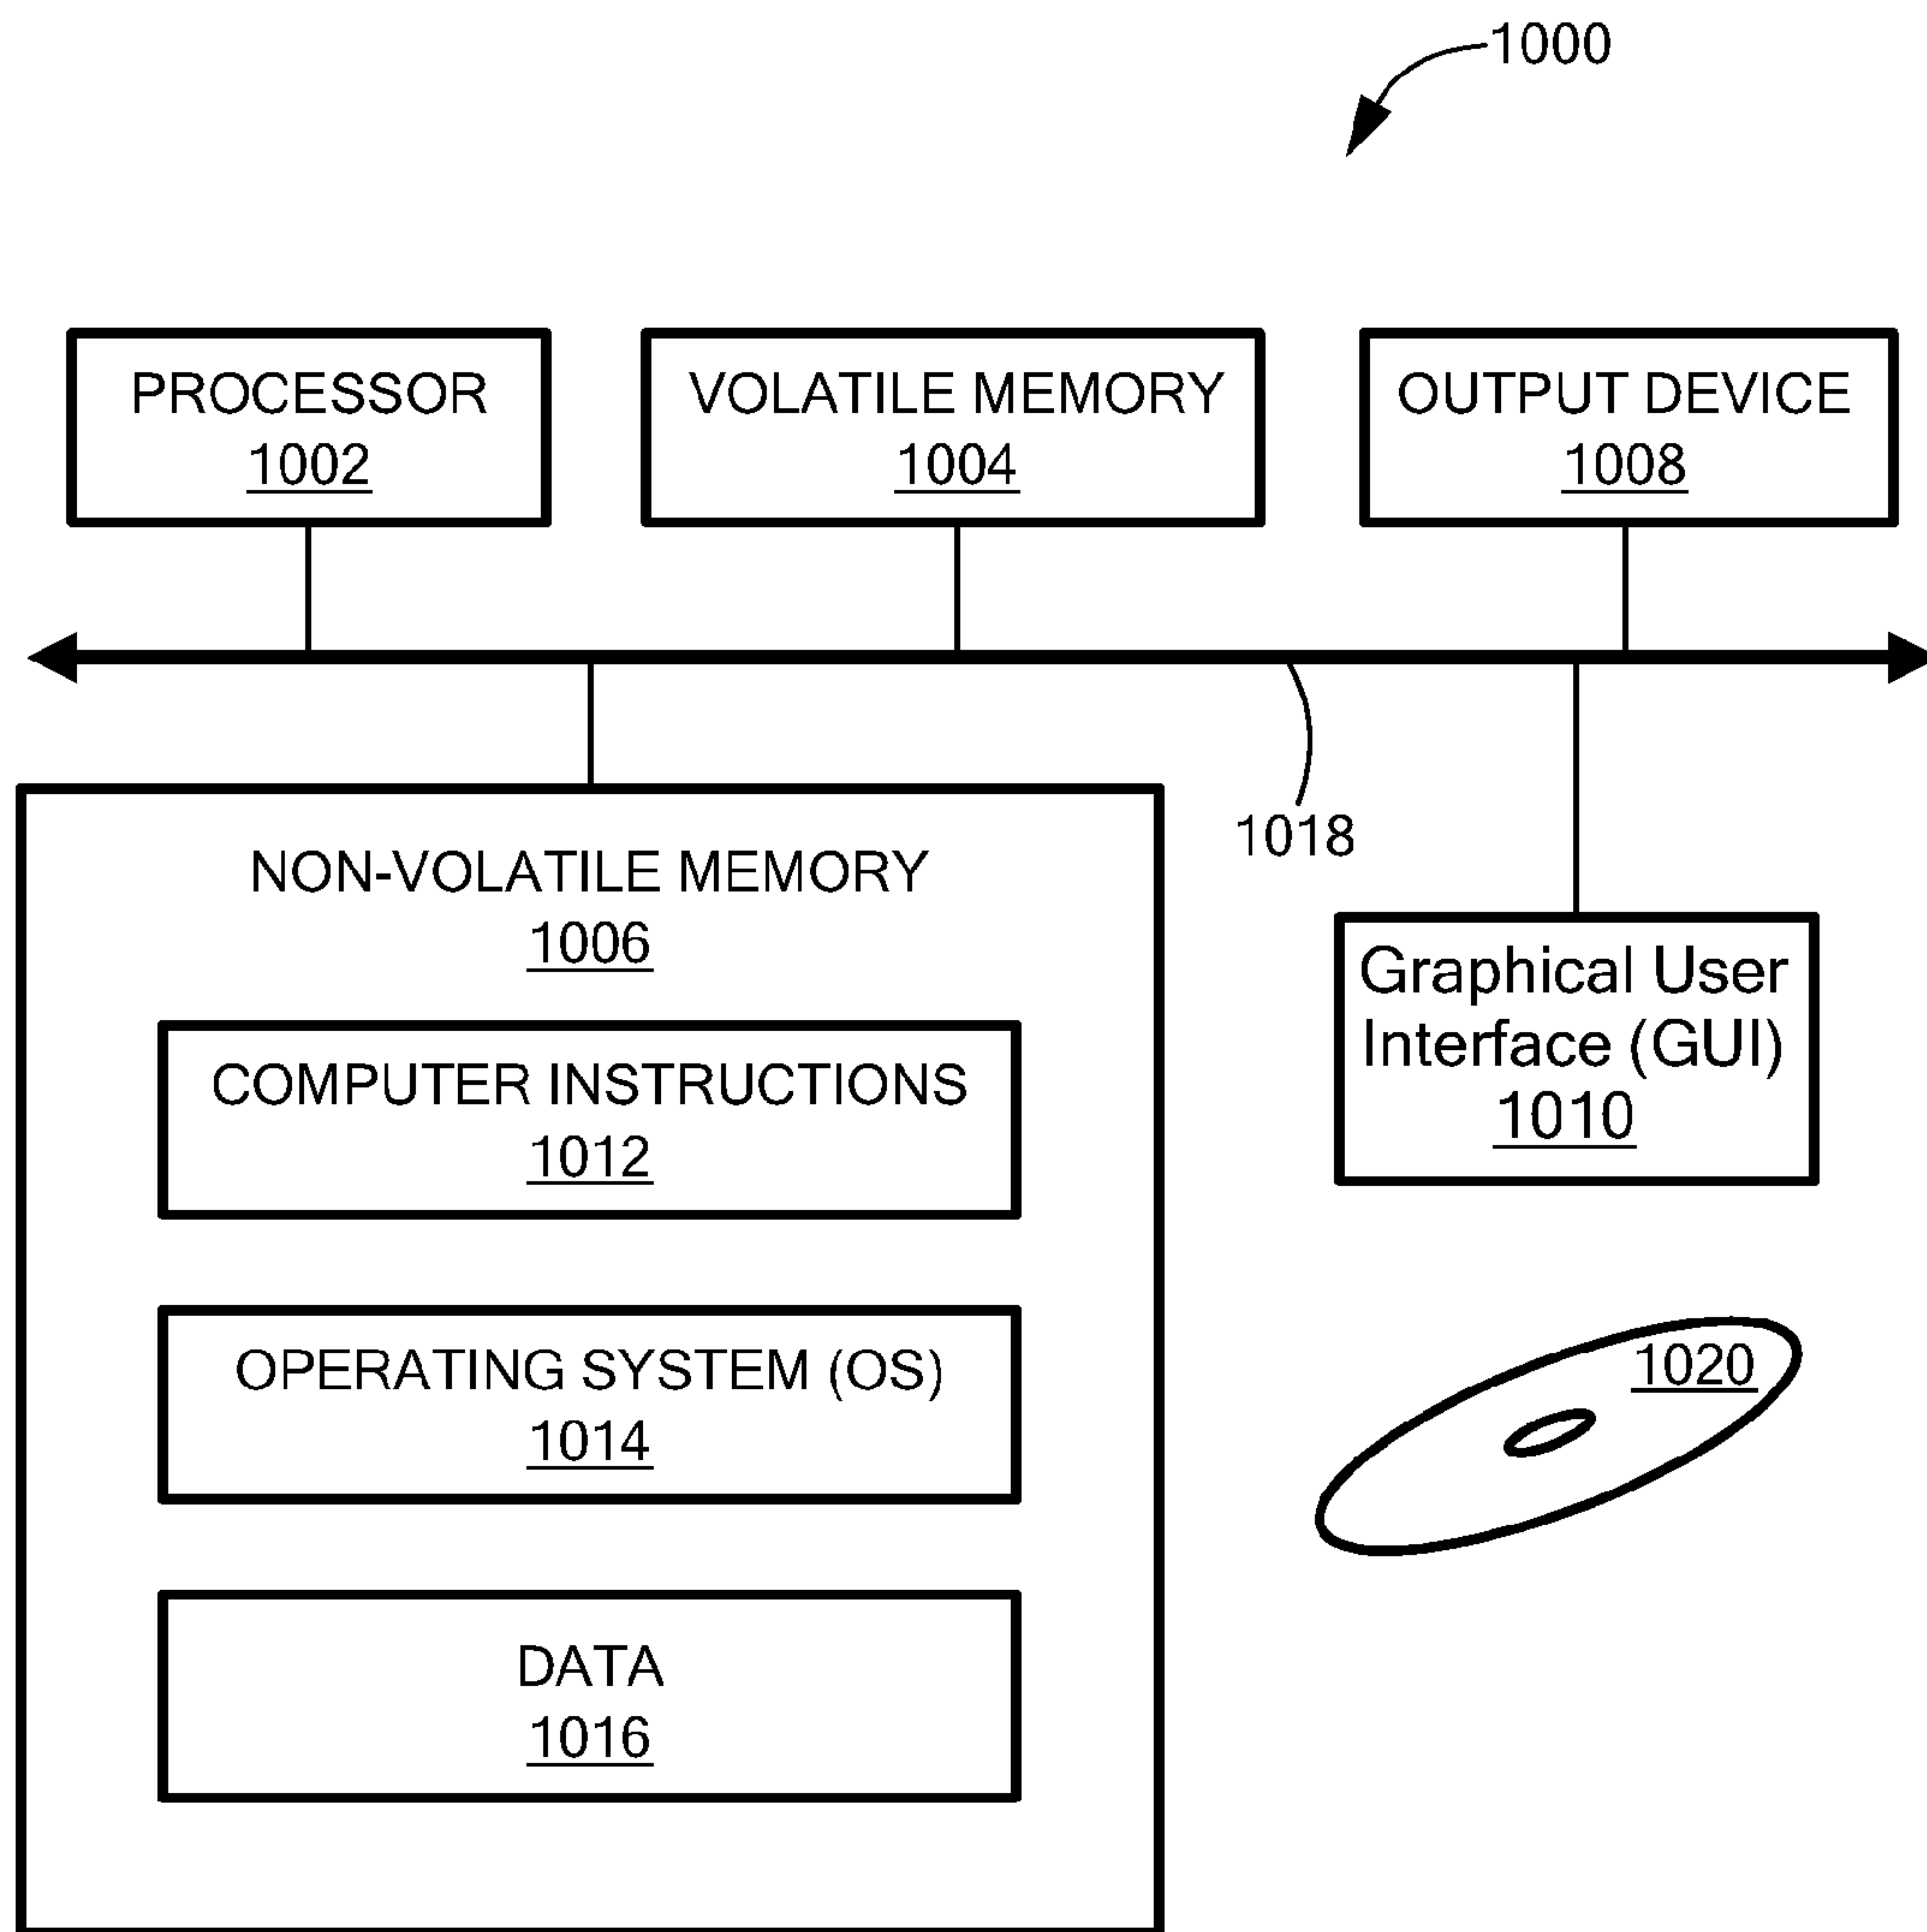 1000
PROCESSOR
1002
VOLATILE MEMORY
1004
OUTPUT DEVICE
1008
1018
NON-VOLATILE MEMORY
1006
COMPUTER INSTRUCTIONS
1012
OPERATING SYSTEM (OS)
1014
DATA
1016
Graphical User
Interface (GUI)
1010
1020